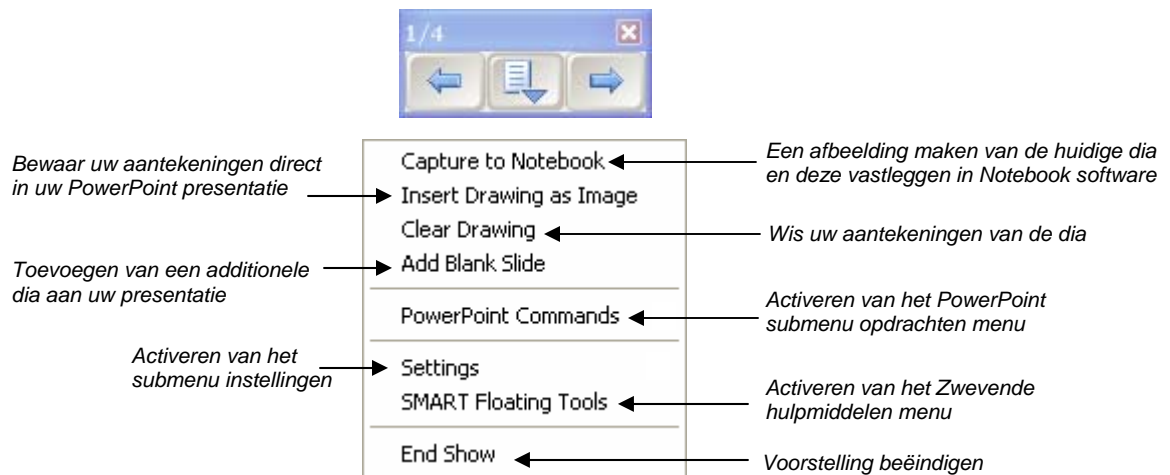 1/4
Bewaar uw aantekeningen direct
in uw PowerPoint presentatie
Toevoegen van een additionele
dia aan uw presentatie
Activeren van het
submenu instellingen
Capture to Notebook
Insert Drawing as Image
Clear Drawing
Add Blank Slide
PowerPoint Commands
Settings
SMART Floating Tools
End Show
Een afbeelding maken van de huidige dia
en deze vastleggen in Notebook software
Wis uw aantekeningen van de dia
Activeren van het PowerPoint
submenu opdrachten menu
Activeren van het Zwevende
hulpmiddelen menu
Voorstelling beëindigen